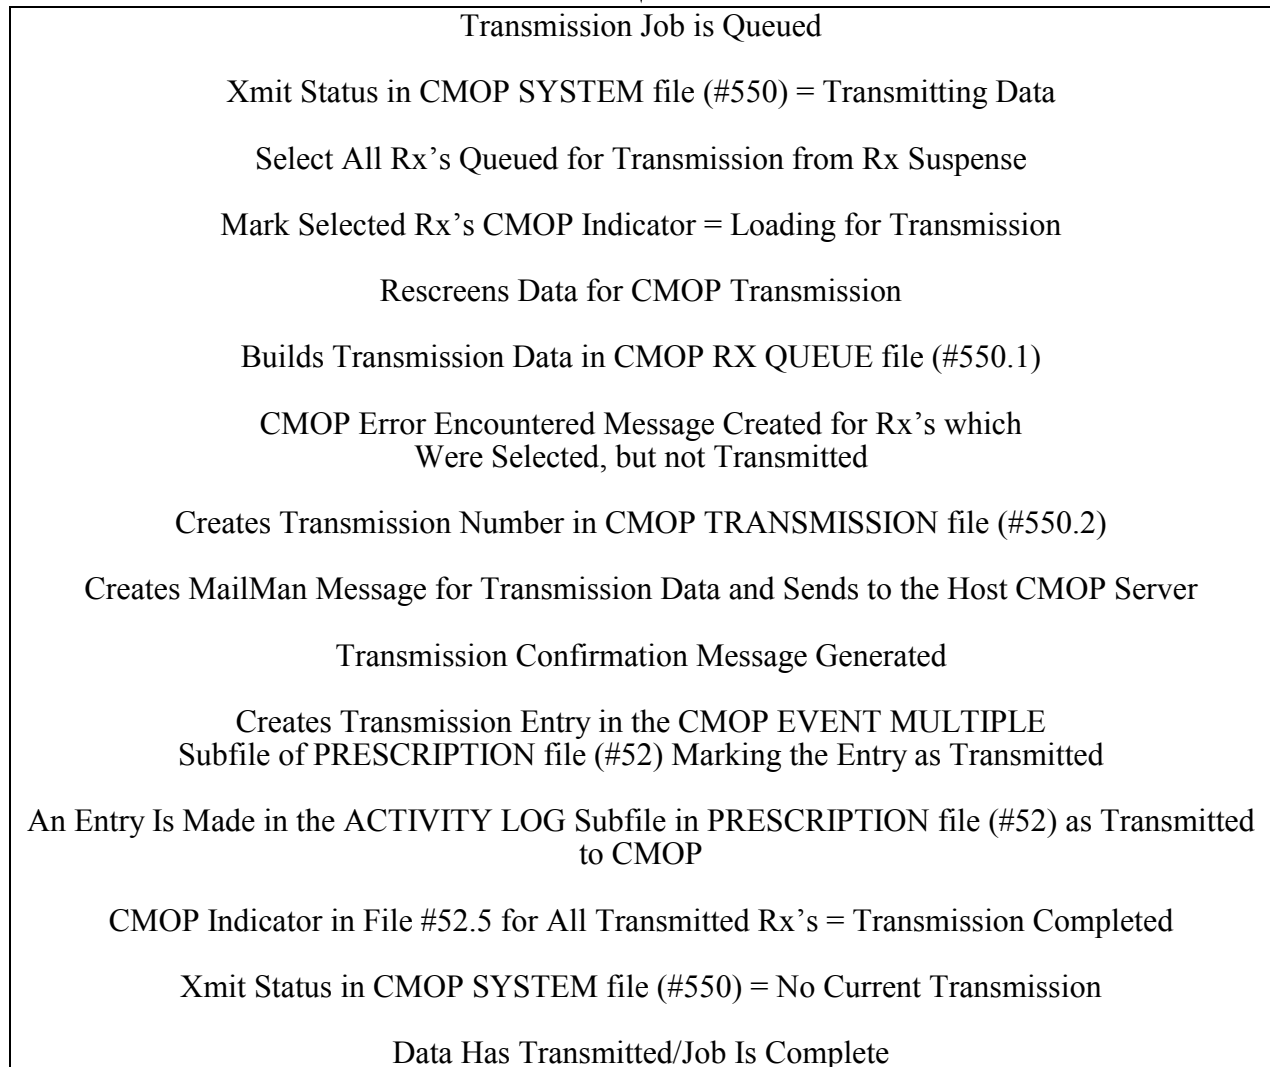 Transmission Job is Queued
Xmit Status in CMOP SYSTEM file (#550) = Transmitting Data
Select All Rx’s Queued for Transmission from Rx Suspense
Mark Selected Rx’s CMOP Indicator = Loading for Transmission
Rescreens Data for CMOP Transmission
Builds Transmission Data in CMOP RX QUEUE file (#550.1)
CMOP Error Encountered Message Created for Rx’s which
Were Selected, but not Transmitted
Creates Transmission Number in CMOP TRANSMISSION file (#550.2)
Creates MailMan Message for Transmission Data and Sends to the Host CMOP Server
Transmission Confirmation Message Generated
Creates Transmission Entry in the CMOP EVENT MULTIPLE
Subfile of PRESCRIPTION file (#52) Marking the Entry as Transmitted
An Entry Is Made in the ACTIVITY LOG Subfile in PRESCRIPTION file (#52) as Transmitted
to CMOP
CMOP Indicator in File #52.5 for All Transmitted Rx’s = Transmission Completed
Xmit Status in CMOP SYSTEM file (#550) = No Current Transmission
Data Has Transmitted/Job Is Complete